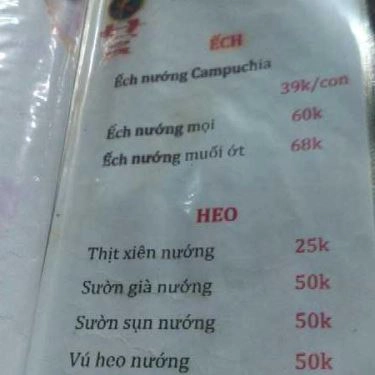 ẾCH
Ếch nướng Campuchia
39k/con
Ếch nướng mọi 60k
Ếch nướng muối ớt 68k
HEO
Thịt xiên nướng 25k
Sườn già nướng 50k
Sườn sụn nướng 50k
Vú heo nướng 50k